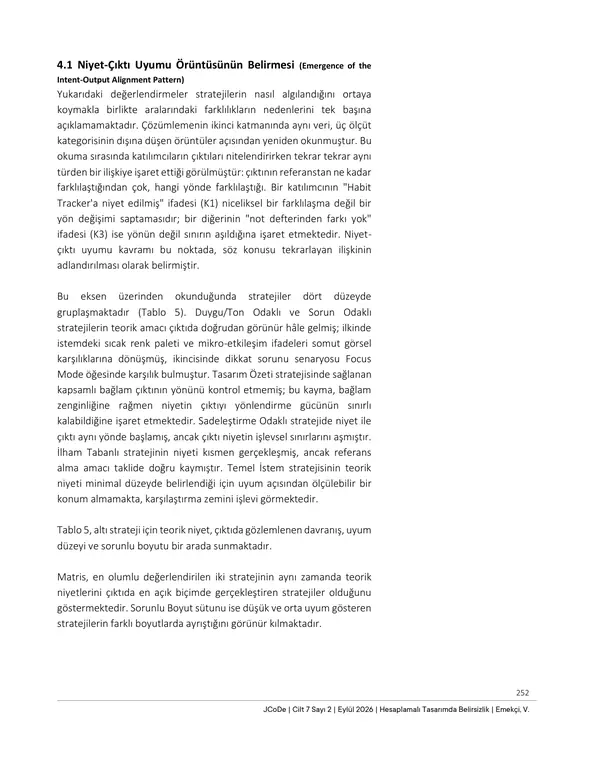 4.1 Niyet-Çıktı Uyumu Örüntüsünün Belirmesi (Emergence of the
Intent-Output Alignment Pattern)
Yukarıdaki değerlendirmeler stratejilerin nasıl algılandığını ortaya
koymakla birlikte aralarındaki farklılıkların nedenlerini tek başına
açıklamamaktadır. Çözümlemenin ikinci katmanında aynı veri, üç ölçüt
kategorisinin dışına düşen örüntüler açısından yeniden okunmuştur. Bu
okuma sırasında katılımcıların çıktıları nitelendirirken tekrar tekrar aynı
türden bir ilişkiye işaret ettiği görülmüştür: çıktının referanstan ne kadar
farklılaştığından çok, hangi yönde farklılaştığı. Bir katılımcının "Habit
Tracker'a niyet edilmiş" ifadesi (K1) niceliksel bir farklılaşma değil bir
yön değişimi saptamasıdır; bir diğerinin "not defterinden farkı yok"
ifadesi (K3) ise yönün değil sınırın aşıldığına işaret etmektedir. Niyet-
çıktı uyumu kavramı bu noktada, söz konusu tekrarlayan ilişkinin
adlandırılması olarak belirmiştir.
Bu eksen üzerinden okunduğunda stratejiler dört düzeyde
gruplaşmaktadır (Tablo 5). Duygu/Ton Odaklı ve Sorun Odaklı
stratejilerin teorik amacı çıktıda doğrudan görünür hâle gelmiş; ilkinde
istemdeki sıcak renk paleti ve mikro-etkileşim ifadeleri somut görsel
karşılıklarına dönüşmüş, ikincisinde dikkat sorunu senaryosu Focus
Mode öğesinde karşılık bulmuştur. Tasarım Özeti stratejisinde sağlanan
kapsamlı bağlam çıktının yönünü kontrol etmemiş; bu kayma, bağlam
zenginliğine rağmen niyetin çıktıyı yönlendirme gücünün sınırlı
kalabildiğine işaret etmektedir. Sadeleştirme Odaklı stratejide niyet ile
çıktı aynı yönde başlamış, ancak çıktı niyetin işlevsel sınırlarını aşmıştır.
İlham Tabanlı stratejinin niyeti kısmen gerçekleşmiş, ancak referans
alma amacı taklide doğru kaymıştır. Temel İstem stratejisinin teorik
niyeti minimal düzeyde belirlendiği için uyum açısından ölçülebilir bir
konum almamakta, karşılaştırma zemini işlevi görmektedir.
Tablo 5, altı strateji için teorik niyet, çıktıda gözlemlenen davranış, uyum
düzeyi ve sorunlu boyutu bir arada sunmaktadır.
Matris, en olumlu değerlendirilen iki stratejinin aynı zamanda teorik
niyetlerini çıktıda en açık biçimde gerçekleştiren stratejiler olduğunu
göstermektedir. Sorunlu Boyut sütunu ise düşük ve orta uyum gösteren
stratejilerin farklı boyutlarda ayrıştığını görünür kılmaktadır.
252
JCoDe | Cilt 7 Sayı 2 | Eylül 2026 | Hesaplamalı Tasarımda Belirsizlik | Emekçi, V.